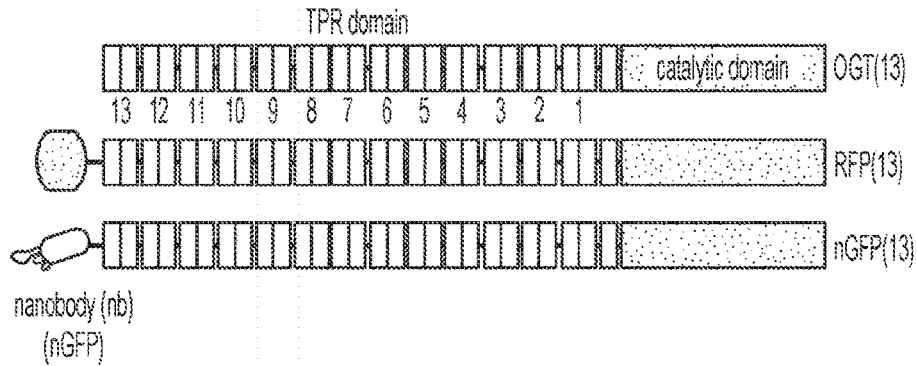 TPR domain
catalytic domain OGT(13)
13 12 11 10 9 8 7 6 5 4 3 2 1
RFP(13)
nGFP(13)
nanobody (nb)
(nGFP)